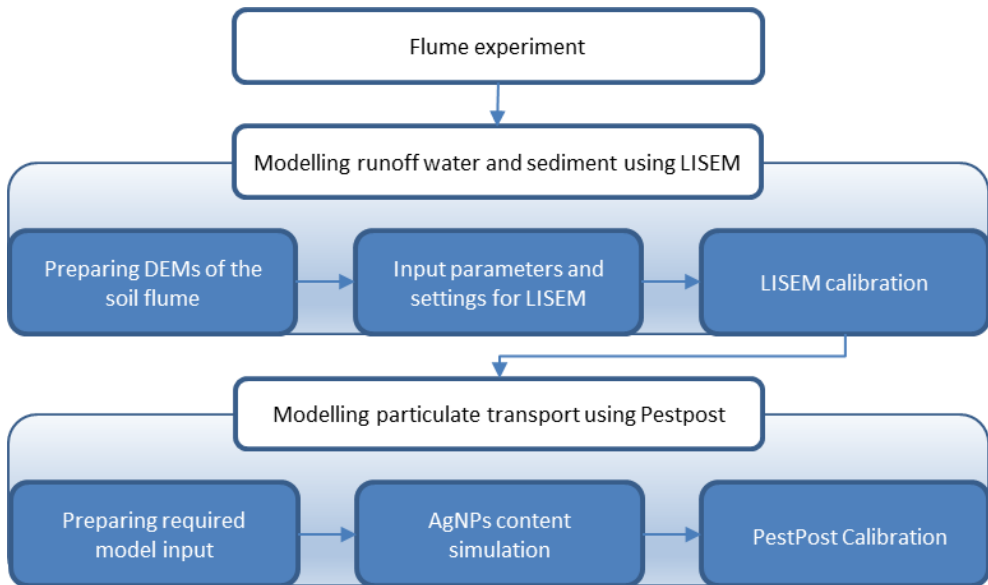 Flume experiment
Modelling runoff water and sediment using LISEM
Preparing DEMs of the
soil flume
Input parameters and
settings for LISEM
LISEM calibration
Modelling particulate transport using Pestpost
Preparing required
model input
AgNPs content
simulation
PestPost Calibration